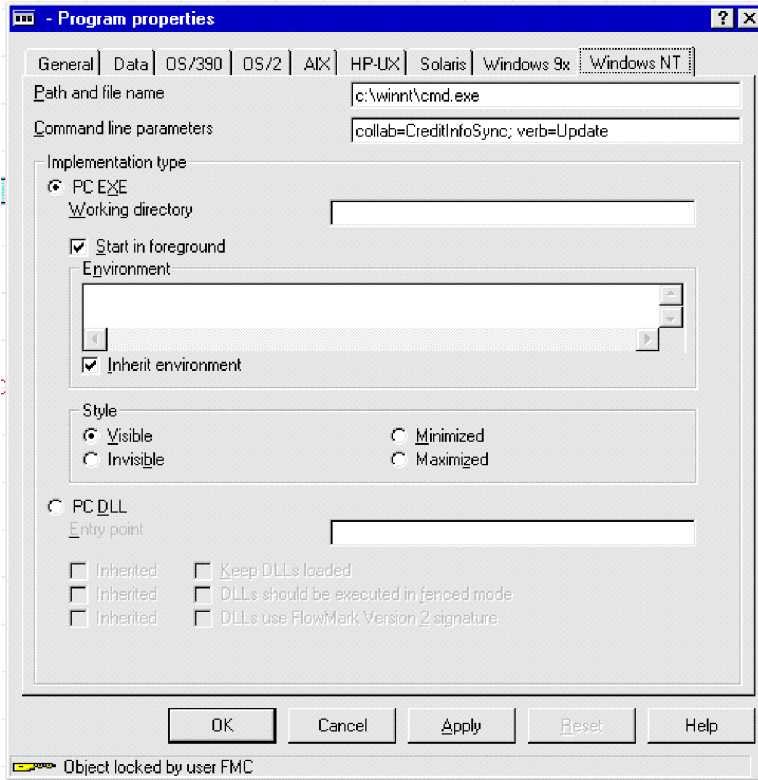 - Program properties
General Data OS/390 OS/2 AIX HP-UX Solaris Windows 9x Windows NT
Path and file name c:\winnt\cmd.exe
Command line parameters collab=CreditInfoSync; verb=Update
Implementation type
PC EXE
Working directory
Start in foreground
Environment
Inherit environment
Style
Visible Minimized
Invisible Maximized
PC DLL
Entry point
Inherited Keep DLLs loaded
Inherited DLLs should be executed in fenced mode
Inherited DLLs use FlowMark Version 2 signature
OK Cancel Apply Reset Help
Object locked by user FMC